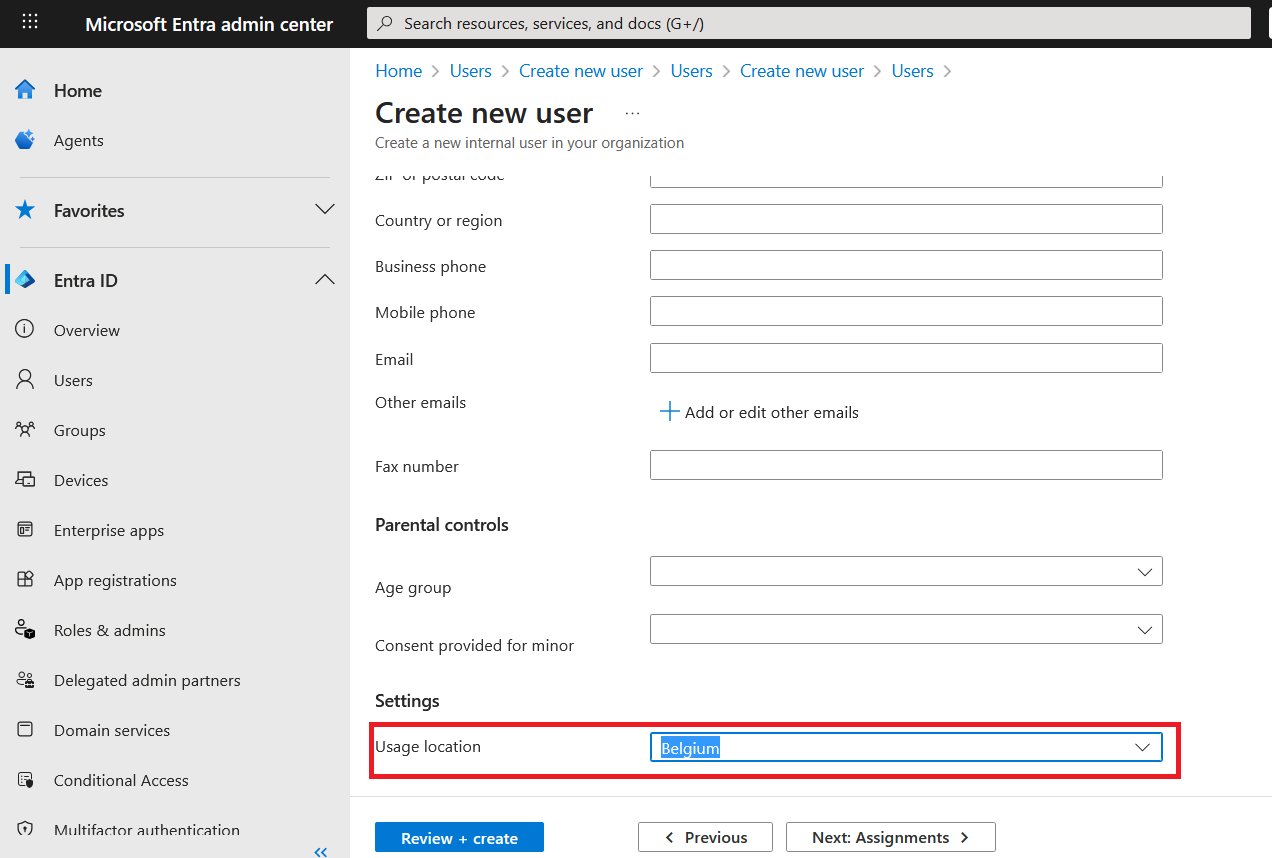 Microsoft Entra admin center
Search resources, services, and docs (G+/)
Home
Agents
Favorites
Entra ID
Overview
Users
Groups
Devices
Enterprise apps
App registrations
Roles & admins
Delegated admin partners
Domain services
Conditional Access
Multifactor authentication
Home > Users > Create new user > Users > Create new user > Users >
Create new user ...
Create a new internal user in your organization
ZIP or postal code
Country or region
Business phone
Mobile phone
Email
Other emails
Add or edit other emails
Fax number
Parental controls
Age group
Consent provided for minor
Settings
Usage location
Belgium
Review + create
Previous
Next: Assignments